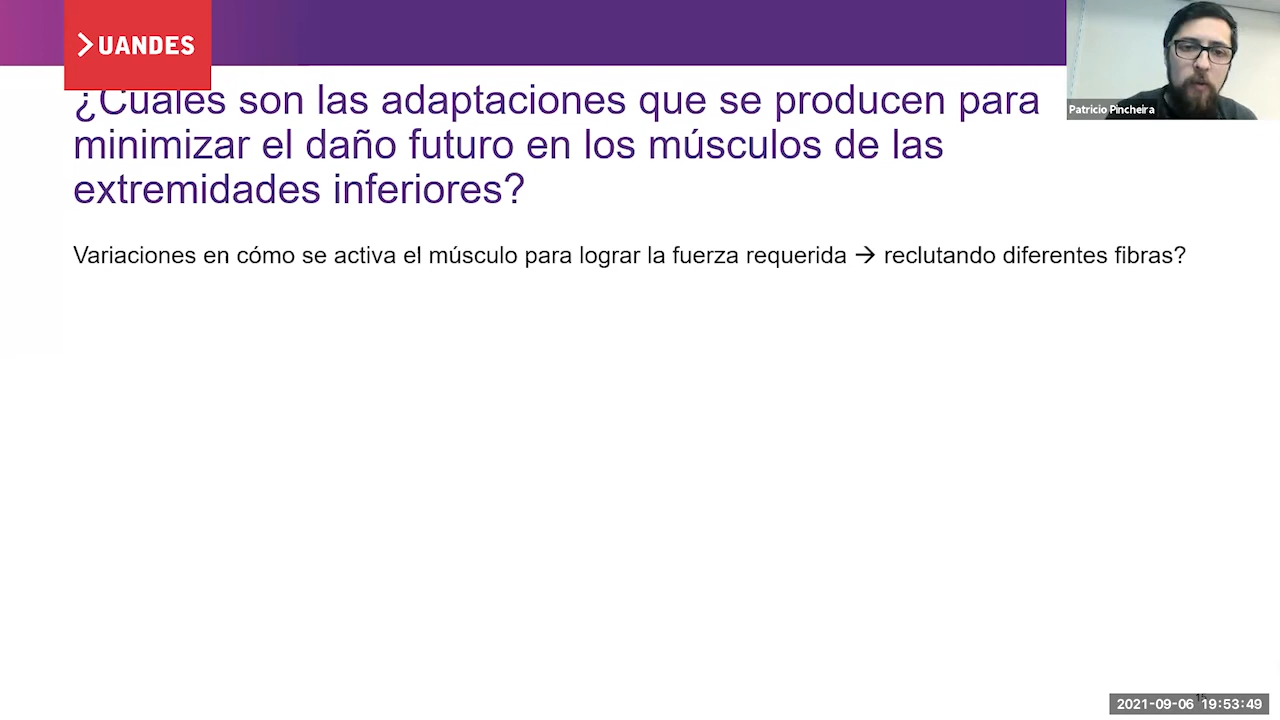 UANDES
Patricio Pincheira
¿Cuáles son las adaptaciones que se producen para
minimizar el daño futuro en los músculos de las
extremidades inferiores?
Variaciones en cómo se activa el músculo para lograr la fuerza requerida → reclutando diferentes fibras?
2021-09-06 19:53:49